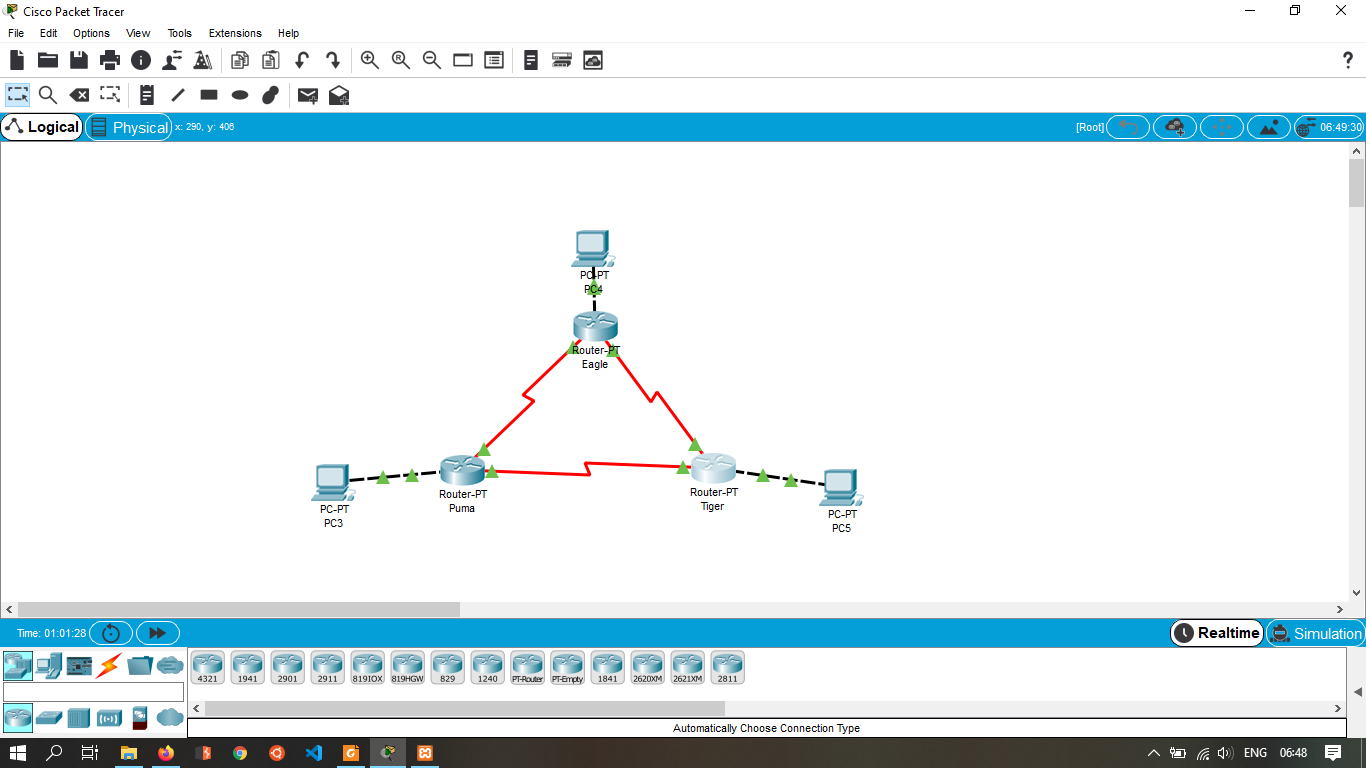 Cisco Packet Tracer
File Edit Options View Tools Extensions Help
R
?
Logical Physical x: 290, y: 406 [Root] 06:49:30
PC-PT
PC4
Router-PT
Eagle
PC-PT
PC3
Router-PT
Puma
Router-PT
Tiger
PC-PT
PC5
Time: 01:01:28 Realtime Simulation
4321 1941 2901 2911 819IOX 819HGW 829 1240 PT-Router PT-Empty 1841 2620XM 2621XM 2811
Automatically Choose Connection Type
ENG 06:48